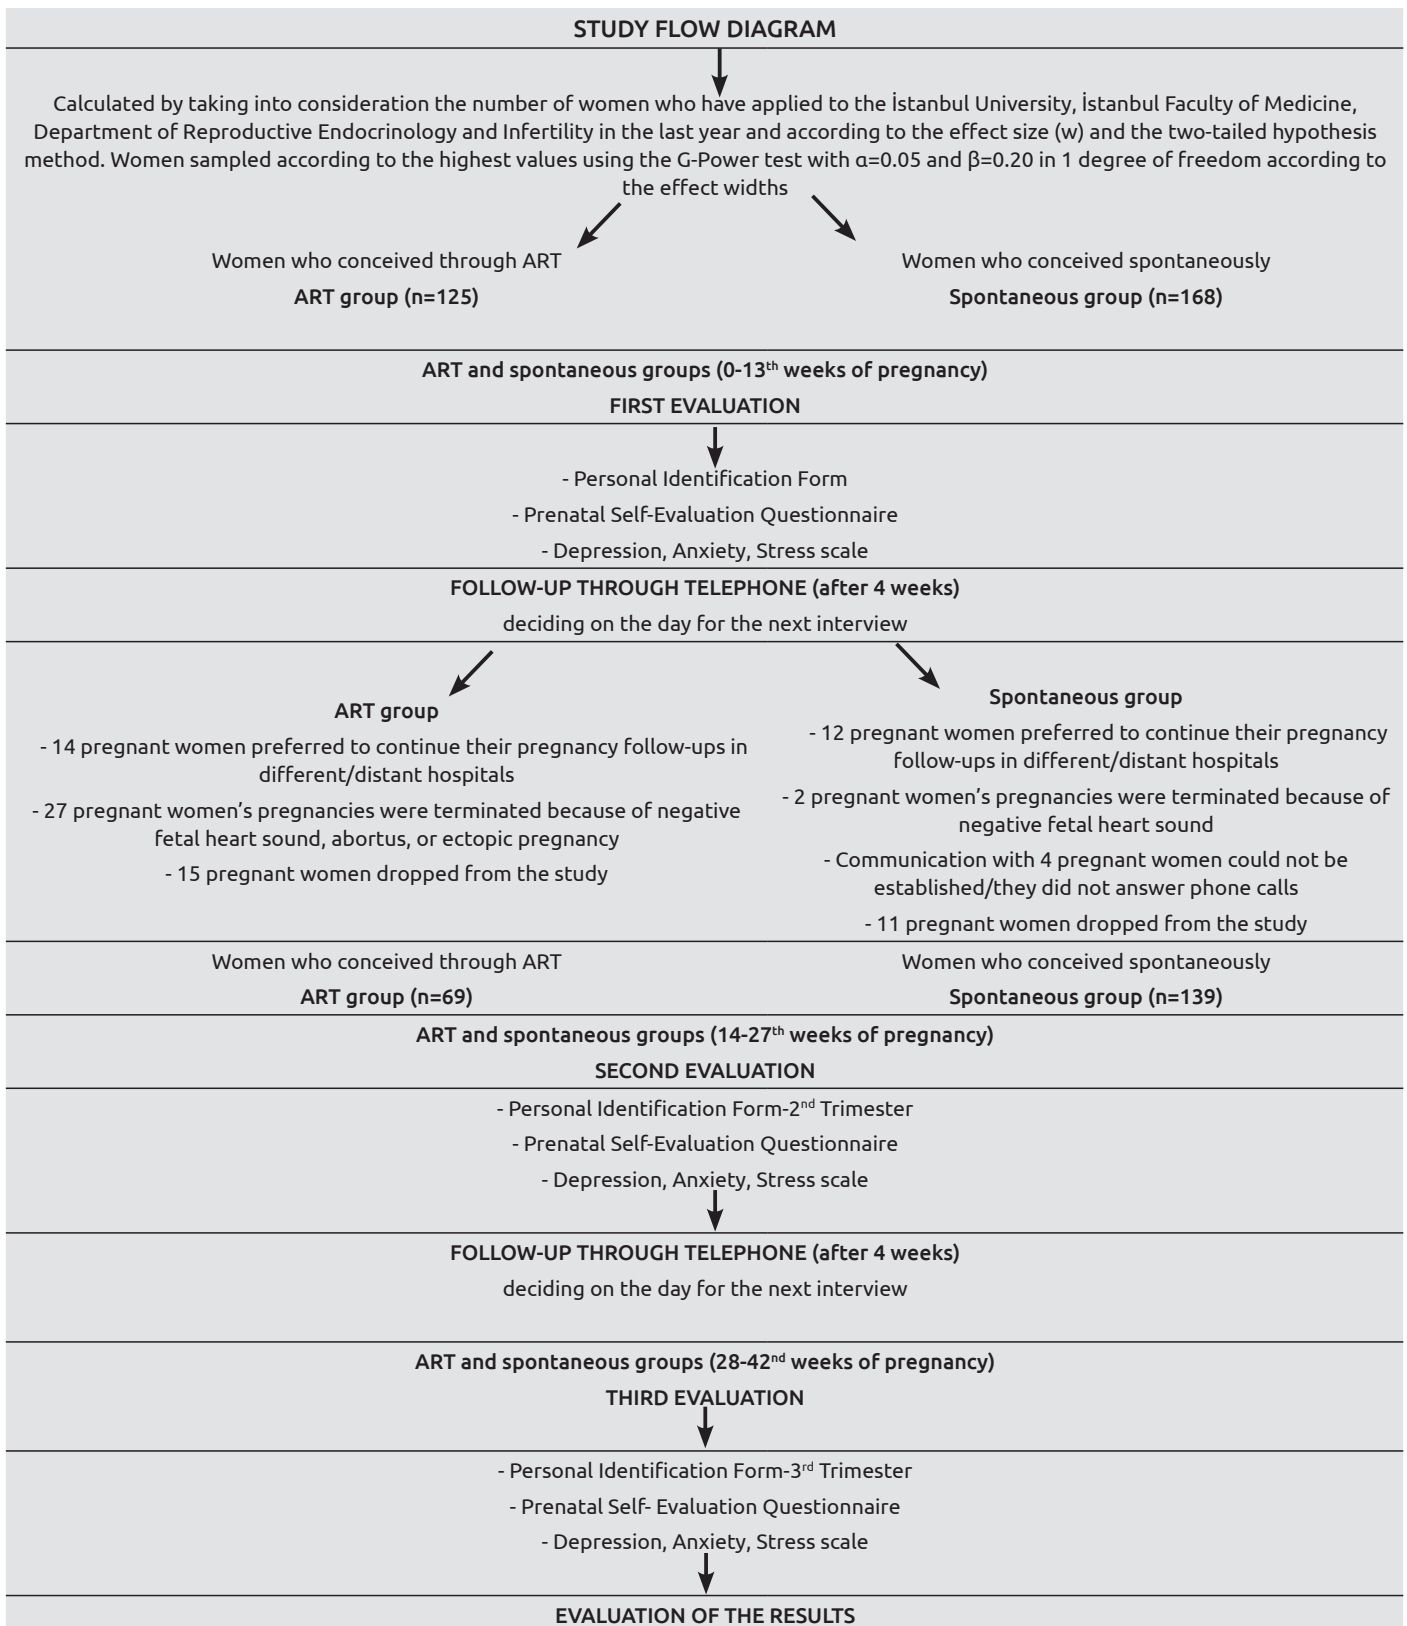 STUDY FLOW DIAGRAM
Calculated by taking into consideration the number of women who have applied to the İstanbul University, İstanbul Faculty of Medicine,
Department of Reproductive Endocrinology and Infertility in the last year and according to the effect size (w) and the two-tailed hypothesis
method. Women sampled according to the highest values using the G-Power test with α=0.05 and β=0.20 in 1 degree of freedom according to
the effect widths
Women who conceived through ART
ART group (n=125)
Women who conceived spontaneously
Spontaneous group (n=168)
ART and spontaneous groups (0-13th weeks of pregnancy)
FIRST EVALUATION
- Personal Identification Form
- Prenatal Self-Evaluation Questionnaire
- Depression, Anxiety, Stress scale
FOLLOW-UP THROUGH TELEPHONE (after 4 weeks)
deciding on the day for the next interview
ART group
- 14 pregnant women preferred to continue their pregnancy follow-ups in
different/distant hospitals
- 27 pregnant women's pregnancies were terminated because of negative
fetal heart sound, abortus, or ectopic pregnancy
- 15 pregnant women dropped from the study
Spontaneous group
- 12 pregnant women preferred to continue their pregnancy
follow-ups in different/distant hospitals
- 2 pregnant women's pregnancies were terminated because of
negative fetal heart sound
- Communication with 4 pregnant women could not be
established/they did not answer phone calls
- 11 pregnant women dropped from the study
Women who conceived through ART
ART group (n=69)
Women who conceived spontaneously
Spontaneous group (n=139)
ART and spontaneous groups (14-27th weeks of pregnancy)
SECOND EVALUATION
- Personal Identification Form-2nd Trimester
- Prenatal Self-Evaluation Questionnaire
- Depression, Anxiety, Stress scale
FOLLOW-UP THROUGH TELEPHONE (after 4 weeks)
deciding on the day for the next interview
ART and spontaneous groups (28-42nd weeks of pregnancy)
THIRD EVALUATION
- Personal Identification Form-3rd Trimester
- Prenatal Self- Evaluation Questionnaire
- Depression, Anxiety, Stress scale
EVALUATION OF THE RESULTS